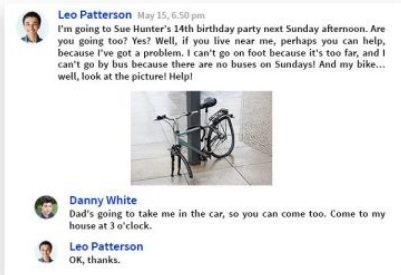 Leo Patterson May 15, 6.50 pm
I'm going to Sue Hunter's 14th birthday party next Sunday afternoon. Are
you going too? Yes? Well, if you live near me, perhaps you can help,
because I've got a problem. I can't go on foot because it's too far, and I
can't go by bus because there are no buses on Sundays! And my bike...
well, look at the picture! Help!
Danny White
Dad's going to take me in the car, so you can come too. Come to my
house at 3 o'clock.
Leo Patterson
OK, thanks.